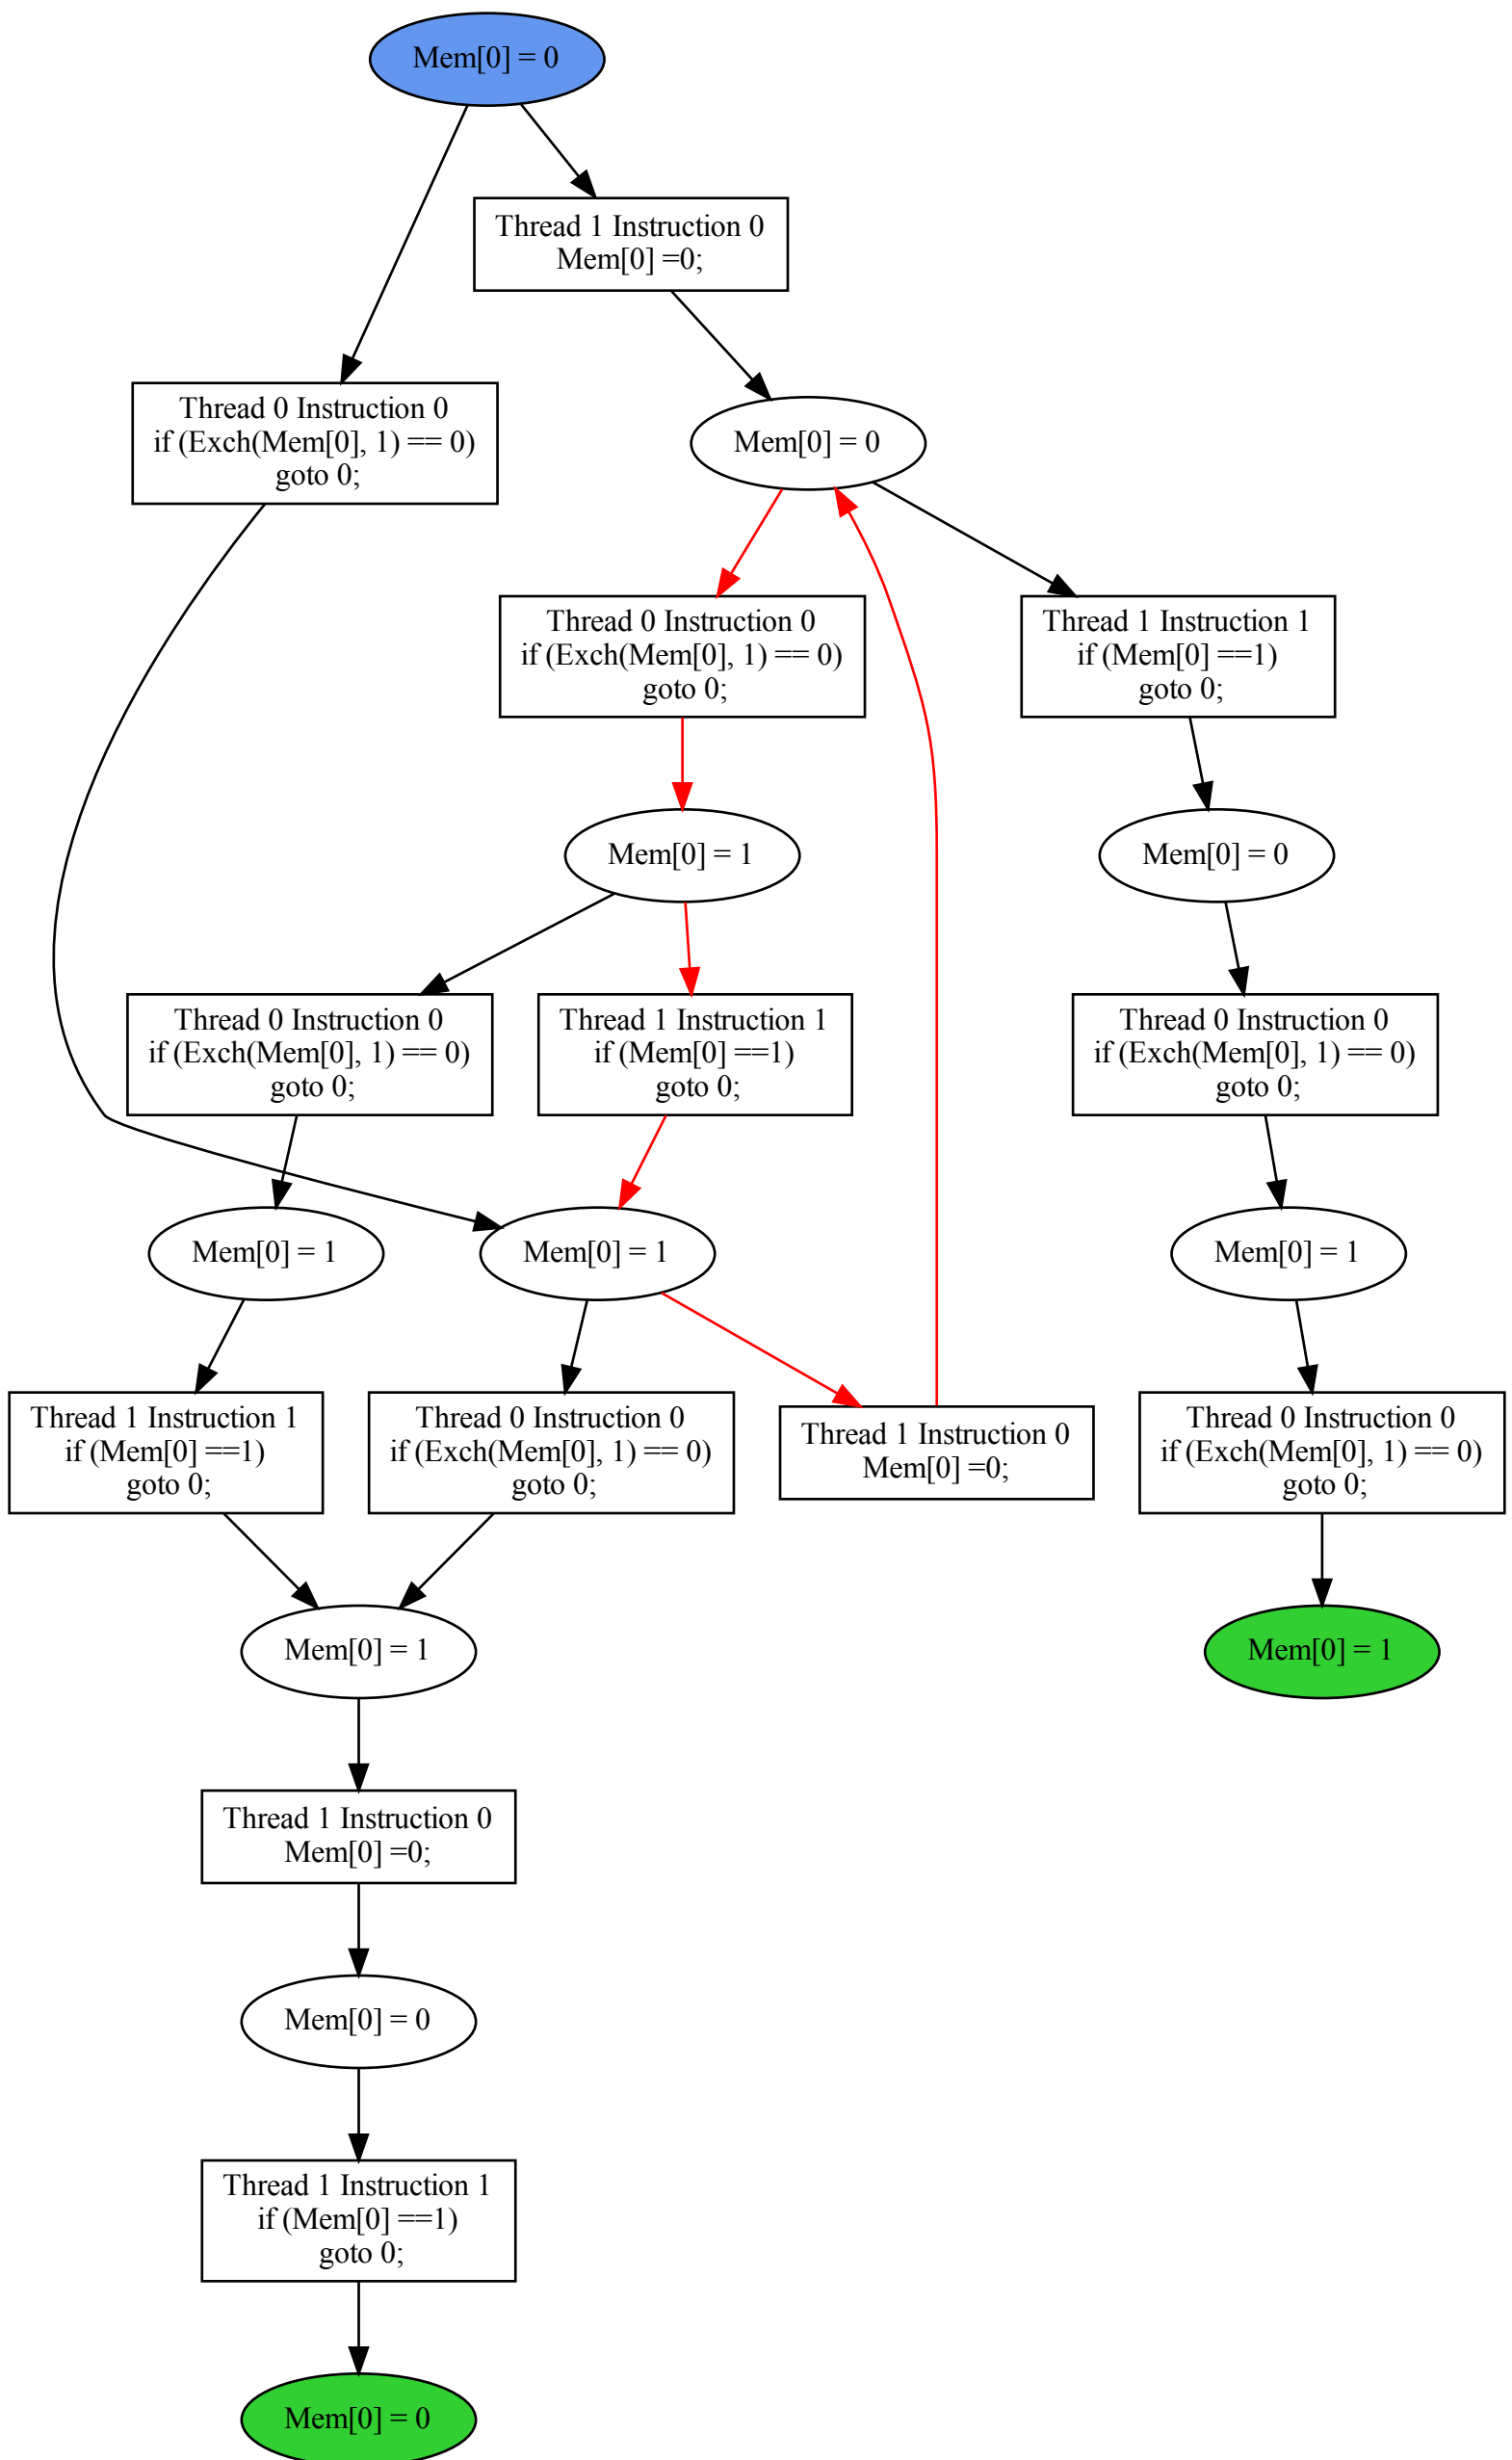 Mem[0] = 0
Thread 1 Instruction 0
Mem[0] =0;
Thread 0 Instruction 0
if (Exch(Mem[0], 1) == 0)
goto 0;
Mem[0] = 0
Thread 0 Instruction 0
if (Exch(Mem[0], 1) == 0)
goto 0;
Thread 1 Instruction 1
if (Mem[0] ==1)
goto 0;
Mem[0] = 1
Mem[0] = 0
Thread 0 Instruction 0
if (Exch(Mem[0], 1) == 0)
goto 0;
Thread 1 Instruction 1
if (Mem[0] ==1)
goto 0;
Thread 0 Instruction 0
if (Exch(Mem[0], 1) == 0)
goto 0;
Mem[0] = 1
Mem[0] = 1
Mem[0] = 1
Thread 1 Instruction 1
if (Mem[0] ==1)
goto 0;
Thread 0 Instruction 0
if (Exch(Mem[0], 1) == 0)
goto 0;
Thread 1 Instruction 0
Mem[0] =0;
Thread 0 Instruction 0
if (Exch(Mem[0], 1) == 0)
goto 0;
Mem[0] = 1
Mem[0] = 1
Thread 1 Instruction 0
Mem[0] =0;
Mem[0] = 0
Thread 1 Instruction 1
if (Mem[0] ==1)
goto 0;
Mem[0] = 0